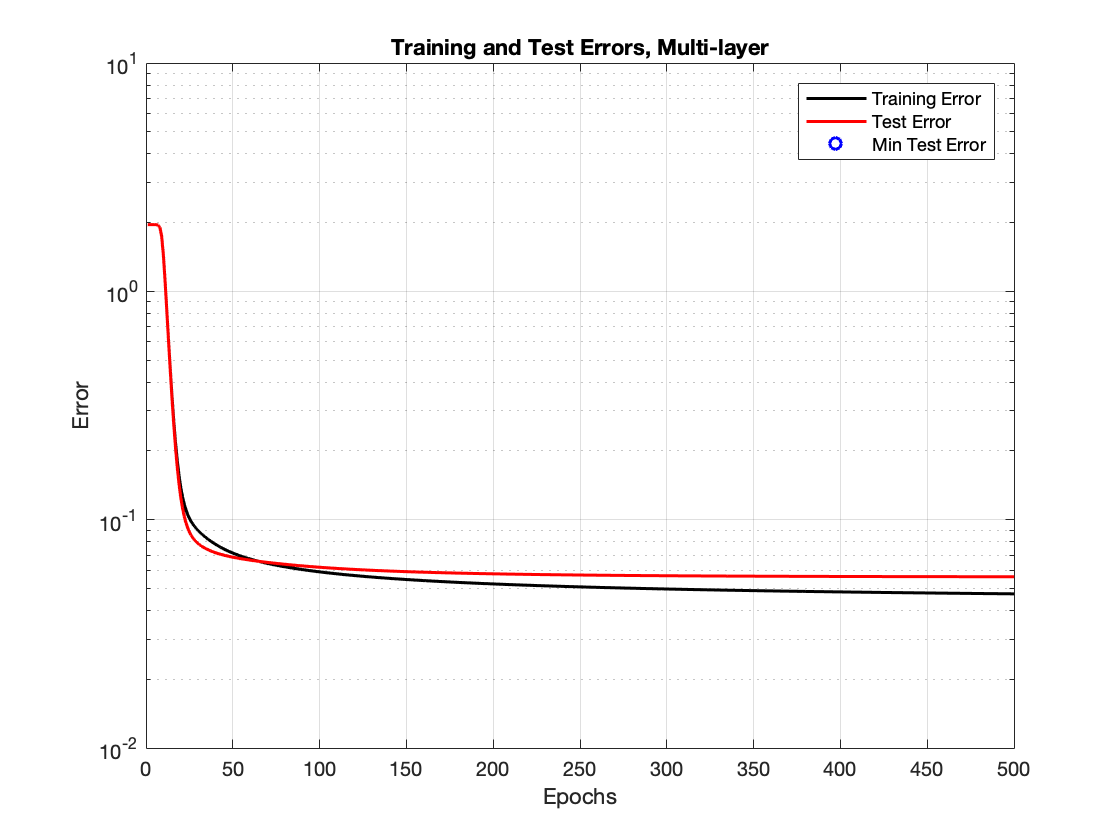 Training and Test Errors, Multi-layer
10^1
10^0
10^-1
10^-2
Error
Training Error
Test Error
Min Test Error
0 50 100 150 200 250 300 350 400 450 500
Epochs